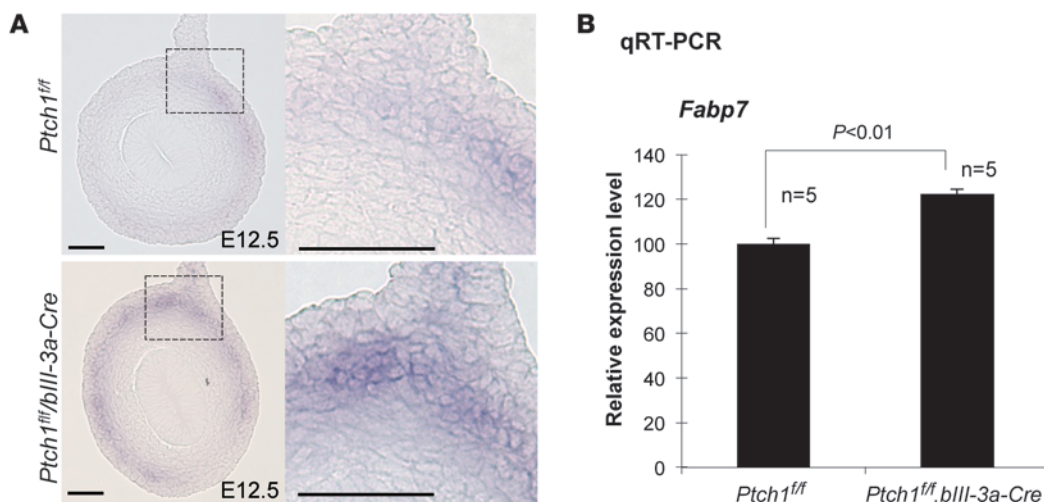 A
Ptch1f/f
E12.5
Ptch1f/f/bIII-3a-Cre
E12.5
B
qRT-PCR
Fabp7
P<0.01
n=5
n=5
Relative expression level
140
120
100
80
60
40
20
0
Ptch1f/f
Ptch1f/f,bIII-3a-Cre